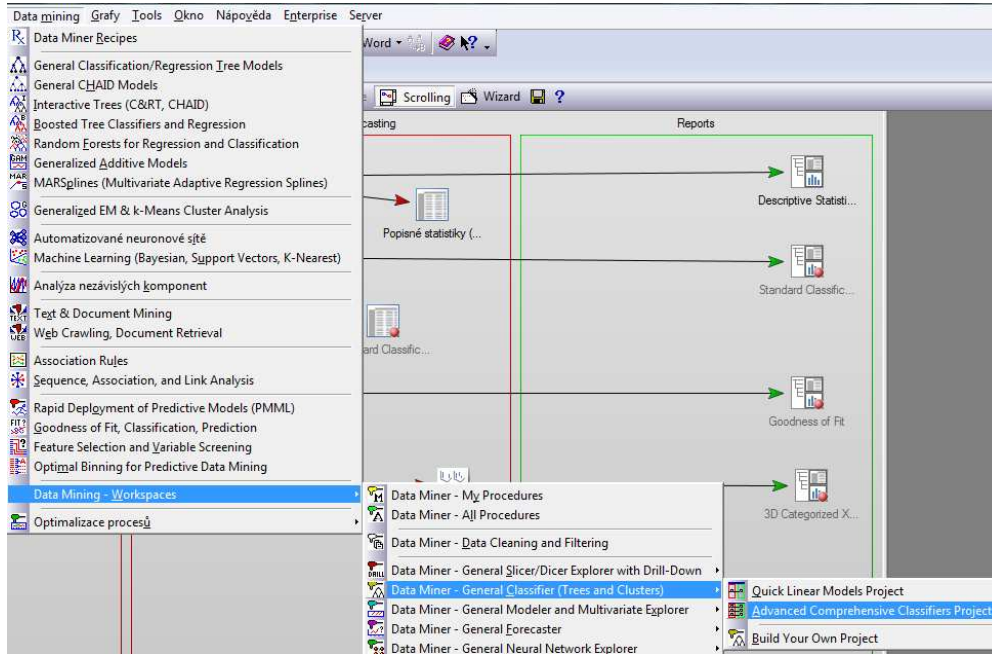 Data mining Grafy Tools Okno Nápověda Enterprise Server
Data Miner Recipes
Word
General Classification/Regression Tree Models
General CHAID Models
Interactive Trees (C&RT, CHAID)
Scrolling Wizard
Boosted Tree Classifiers and Regression
casting
Reports
Random Forests for Regression and Classification
Generalized Additive Models
MARSplines (Multivariate Adaptive Regression Splines)
Descriptive Statisti...
Generalized EM & k-Means Cluster Analysis
Popisné statistiky (...
Automatizované neuronové sítě
Machine Learning (Bayesian, Support Vectors, K-Nearest)
Analýza nezávislých komponent
Standard Classific...
Text & Document Mining
Web Crawling, Document Retrieval
ard Classific...
Association Rules
Sequence, Association, and Link Analysis
Rapid Deployment of Predictive Models (PMML)
Goodness of Fit, Classification, Prediction
Goodness of Fit
Feature Selection and Variable Screening
Optimal Binning for Predictive Data Mining
Data Mining - Workspaces
Optimalizace procesů
3D Categorized X...
Data Miner - My Procedures
Data Miner - All Procedures
Data Miner - Data Cleaning and Filtering
Data Miner - General Slicer/Dicer Explorer with Drill-Down
Data Miner - General Classifier (Trees and Clusters)
Data Miner - General Modeler and Multivariate Explorer
Data Miner - General Forecaster
Data Miner - General Neural Network Explorer
Quick Linear Models Project
Advanced Comprehensive Classifiers Project
Build Your Own Project